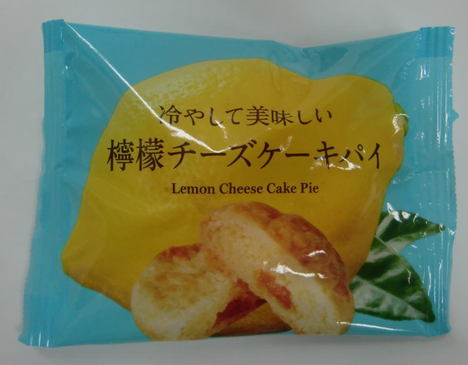 冷やして美味しい
檸檬チーズケーキパイ
Lemon Cheese Cake Pie